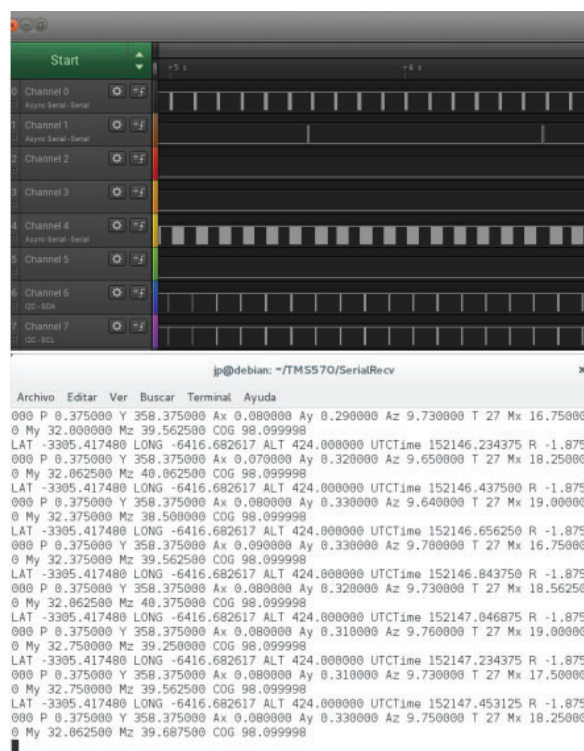 Start
+5 s
+6 s
0 Channel 0
Async Serial - Serial
1 Channel 1
Async Serial - Serial
2 Channel 2
3 Channel 3
4 Channel 4
Async Serial - Serial
5 Channel 5
6 Channel 6
I2C - SDA
7 Channel 7
I2C - SCL
jp@debian: ~/TMS570/SerialRecv
Archivo Editar Ver Buscar Terminal Ayuda
000 P 0.375000 Y 358.375000 Ax 0.080000 Ay 0.290000 Az 9.730000 T 27 Mx 16.75000
0 My 32.000000 Mz 39.562500 COG 98.099998
LAT -3305.417480 LONG -6416.682617 ALT 424.000000 UTCTime 152146.234375 R -1.875
000 P 0.375000 Y 358.375000 Ax 0.070000 Ay 0.320000 Az 9.650000 T 27 Mx 18.25000
0 My 32.062500 Mz 40.062500 COG 98.099998
LAT -3305.417480 LONG -6416.682617 ALT 424.000000 UTCTime 152146.437500 R -1.875
000 P 0.375000 Y 358.375000 Ax 0.080000 Ay 0.330000 Az 9.640000 T 27 Mx 19.00000
0 My 32.375000 Mz 38.500000 COG 98.099998
LAT -3305.417480 LONG -6416.682617 ALT 424.000000 UTCTime 152146.656250 R -1.875
000 P 0.375000 Y 358.375000 Ax 0.090000 Ay 0.330000 Az 9.700000 T 27 Mx 16.75000
0 My 32.375000 Mz 39.562500 COG 98.099998
LAT -3305.417480 LONG -6416.682617 ALT 424.000000 UTCTime 152146.843750 R -1.875
000 P 0.375000 Y 358.375000 Ax 0.080000 Ay 0.320000 Az 9.730000 T 27 Mx 18.56250
0 My 32.062500 Mz 40.375000 COG 98.099998
LAT -3305.417480 LONG -6416.682617 ALT 424.000000 UTCTime 152147.046875 R -1.875
000 P 0.375000 Y 358.375000 Ax 0.080000 Ay 0.310000 Az 9.760000 T 27 Mx 19.00000
0 My 32.750000 Mz 39.250000 COG 98.099998
LAT -3305.417480 LONG -6416.682617 ALT 424.000000 UTCTime 152147.234375 R -1.875
000 P 0.375000 Y 358.375000 Ax 0.080000 Ay 0.310000 Az 9.730000 T 27 Mx 17.50000
0 My 32.750000 Mz 39.562500 COG 98.099998
LAT -3305.417480 LONG -6416.682617 ALT 424.000000 UTCTime 152147.453125 R -1.875
000 P 0.375000 Y 358.375000 Ax 0.080000 Ay 0.330000 Az 9.750000 T 27 Mx 18.25000
0 My 32.062500 Mz 39.687500 COG 98.099998